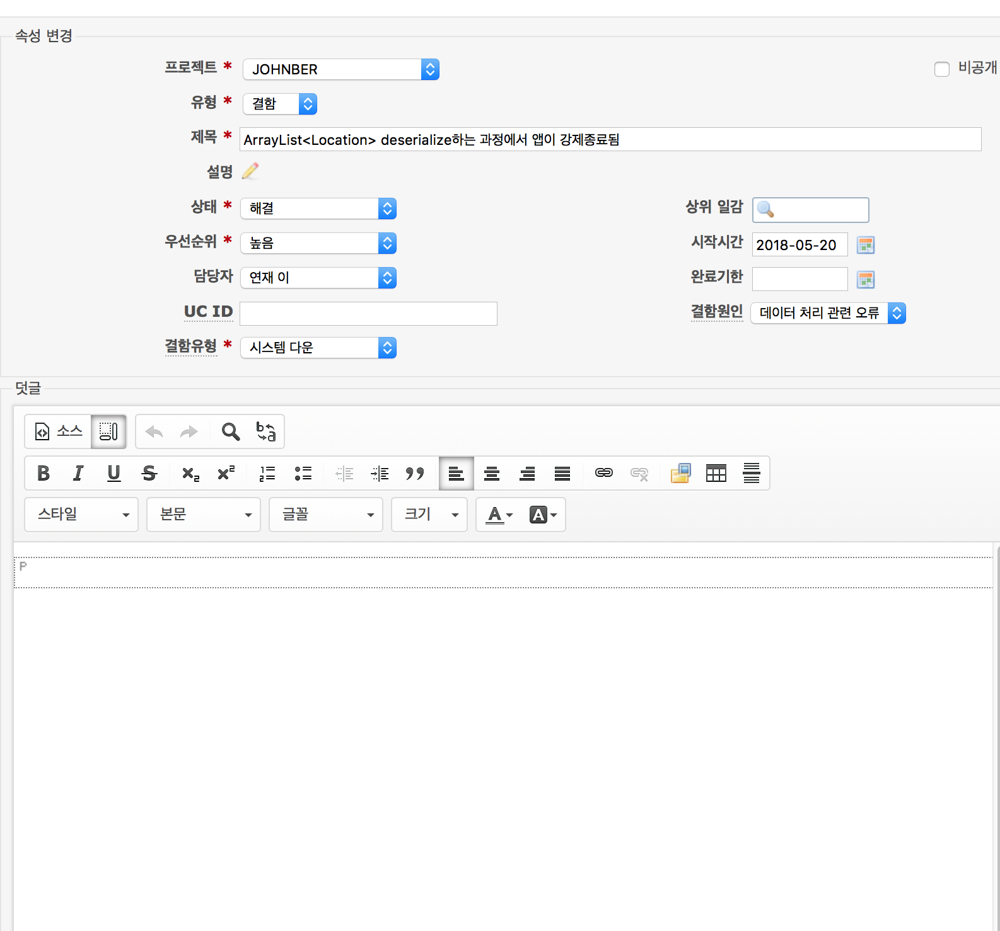 속성 변경
프로젝트 * JOHNBER 비공개
유형 * 결함
제목 * ArrayList<Location> deserialize하는 과정에서 앱이 강제종료됨
설명
상태 * 해결 상위 일감
우선순위 * 높음 시작시간 2018-05-20
담당자 연재 이 완료기한
UC ID 결함원인 데이터 처리 관련 오류
결함유형 * 시스템 다운
덧글
소스
스타일 본문 글꼴 크기
P